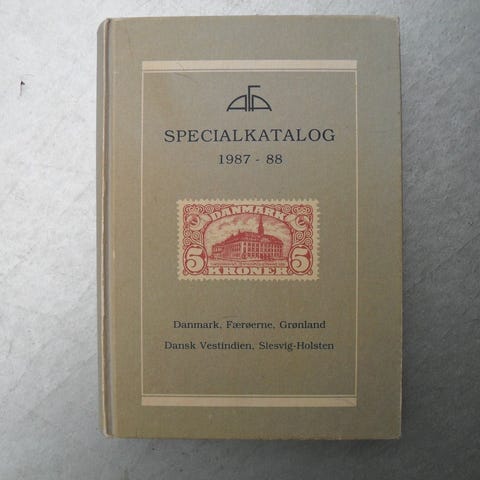 AFA
SPECIALKATALOG
1987 - 88
DANMARK
5 5
KRONER
Danmark, Færøerne, Grønland
Dansk Vestindien, Slesvig-Holsten